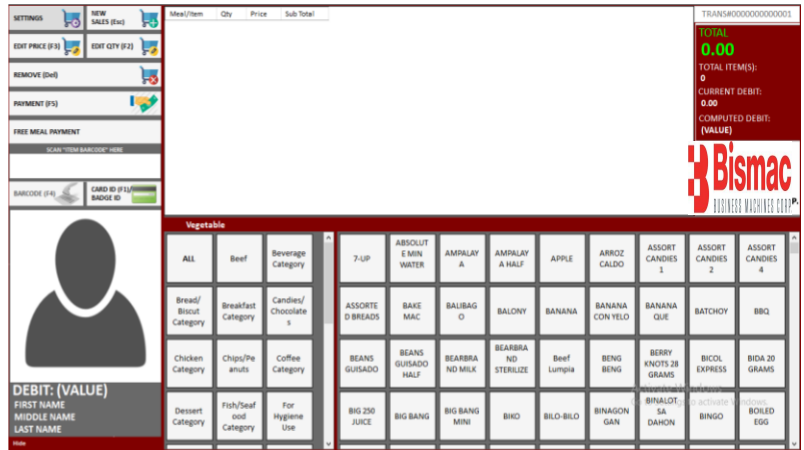 SETTINGS
NEW
SALES (Esc)
EDIT PRICE (F3)
EDIT QTY (F2)
REMOVE (Del)
PAYMENT (F5)
FREE MEAL PAYMENT
SCAN "ITEM BARCODE" HERE
BARCODE (F4)
CARD ID (F1)/
BADGE ID
DEBIT: (VALUE)
FIRST NAME
MIDDLE NAME
LAST NAME
Hide
Meal/Item Qty Price Sub Total
TRANS#0000000000001
TOTAL
0.00
TOTAL ITEM(S):
0
CURRENT DEBIT:
0.00
COMPUTED DEBIT:
(VALUE)
Bismac
BUSINESS MACHINES CORP
P.
Vegetable
ALL
Beef
Beverage
Category
Bread/
Biscut
Category
Breakfast
Category
Candies/
Chocolate
s
Chicken
Category
Chips/Pe
anuts
Coffee
Category
Dessert
Category
Fish/Seaf
ood
Category
For
Hygiene
Use
7-UP
ABSOLUT
E MIN
WATER
AMPALAY
A
AMPALAY
A HALF
APPLE
ARROZ
CALDO
ASSORT
CANDIES
1
ASSORT
CANDIES
2
ASSORT
CANDIES
4
ASSORTE
D BREADS
BAKE
MAC
BALIBAG
O
BALONY
BANANA
BANANA
CON YELO
BANANA
QUE
BATCHOY
BBQ
BEANS
GUISADO
BEANS
GUISADO
HALF
BEARBRA
ND MILK
BEARBRA
ND
STERILIZE
Beef
Lumpia
BENG
BENG
BERRY
KNOTS 28
GRAMS
BICOL
EXPRESS
BIDA 20
GRAMS
BIG 250
JUICE
BIG BANG
BIG BANG
MINI
BIKO
BILO-BILO
BINAGON
GAN
BINALOT
SA
DAHON
BINGO
BOILED
EGG
Activate Windows
to activate Windows.